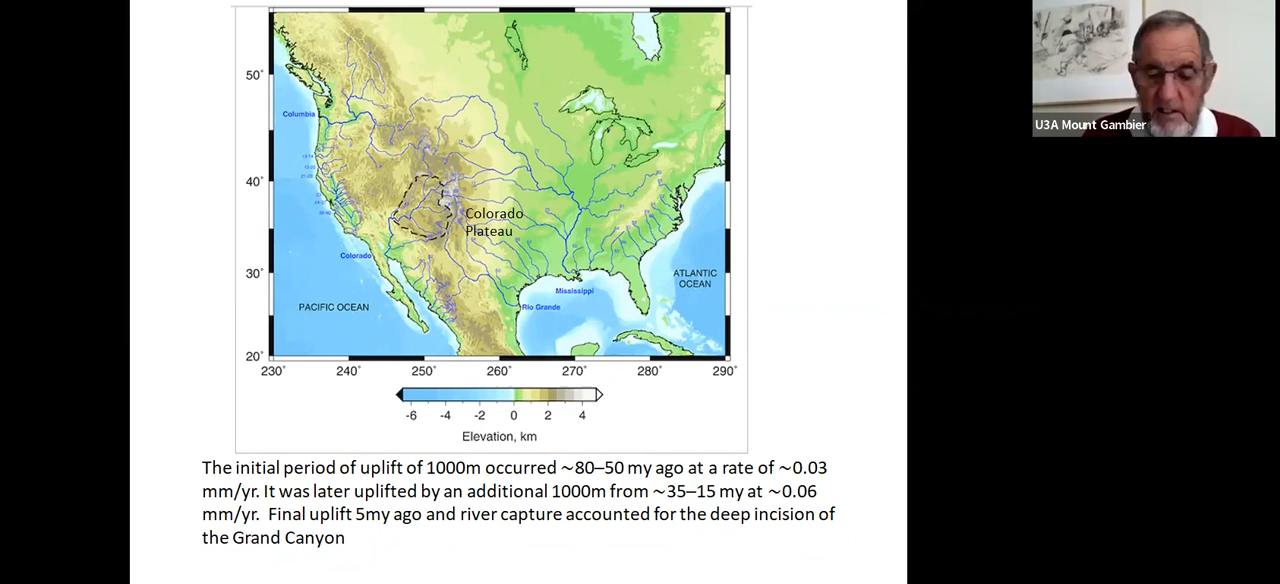 50°
40°
30°
20°
230°
240°
250°
260°
270°
280°
290°
Columbia
Colorado
Plateau
Colorado
PACIFIC OCEAN
ATLANTIC
OCEAN
Mississippi
Rio Grande
-6 -4 -2 0 2 4
Elevation, km
The initial period of uplift of 1000m occurred ~80–50 my ago at a rate of ~0.03
mm/yr. It was later uplifted by an additional 1000m from ~35–15 my at ~0.06
mm/yr.  Final uplift 5my ago and river capture accounted for the deep incision of
the Grand Canyon
U3A Mount Gambier